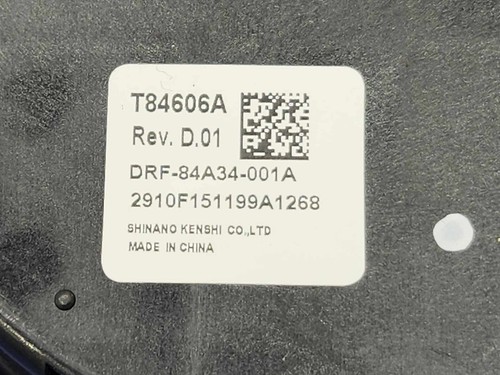 T84606A
Rev. D.01
DRF-84A34-001A
2910F151199A1268
SHINANO KENSHI CO.,LTD
MADE IN CHINA